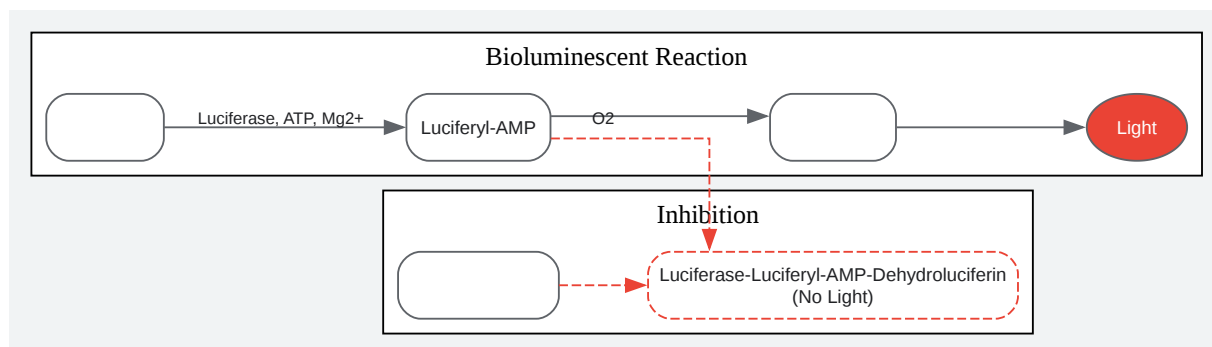 Bioluminescent Reaction
Luciferase, ATP, Mg2+
Luciferyl-AMP
O2
Light
Inhibition
Luciferase-Luciferyl-AMP-Dehydroluciferin
(No Light)